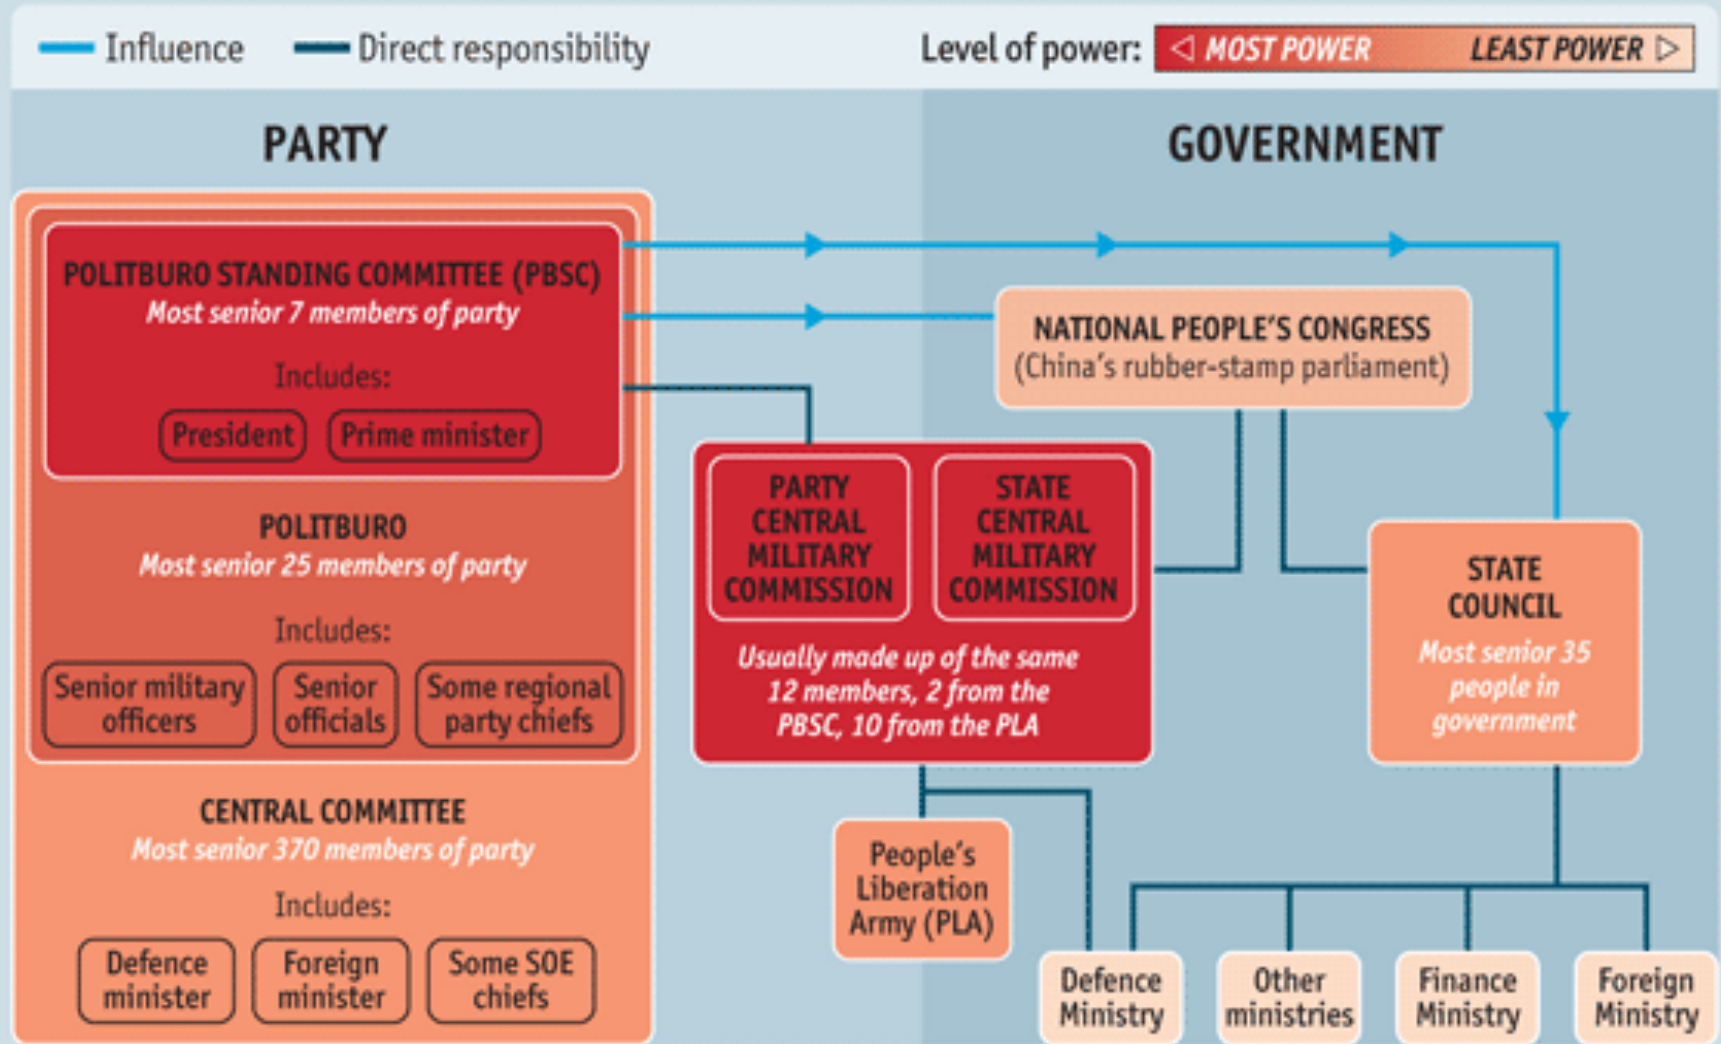 Influence
Direct responsibility
Level of power:
◁ MOST POWER
LEAST POWER ▷
PARTY
GOVERNMENT
POLITBURO STANDING COMMITTEE (PBSC)
Most senior 7 members of party
Includes:
President
Prime minister
POLITBURO
Most senior 25 members of party
Includes:
Senior military
officers
Senior
officials
Some regional
party chiefs
CENTRAL COMMITTEE
Most senior 370 members of party
Includes:
Defence
minister
Foreign
minister
Some SOE
chiefs
NATIONAL PEOPLE'S CONGRESS
(China's rubber-stamp parliament)
PARTY
CENTRAL
MILITARY
COMMISSION
STATE
CENTRAL
MILITARY
COMMISSION
Usually made up of the same
12 members, 2 from the
PBSC, 10 from the PLA
STATE
COUNCIL
Most senior 35
people in
government
People's
Liberation
Army (PLA)
Defence
Ministry
Other
ministries
Finance
Ministry
Foreign
Ministry